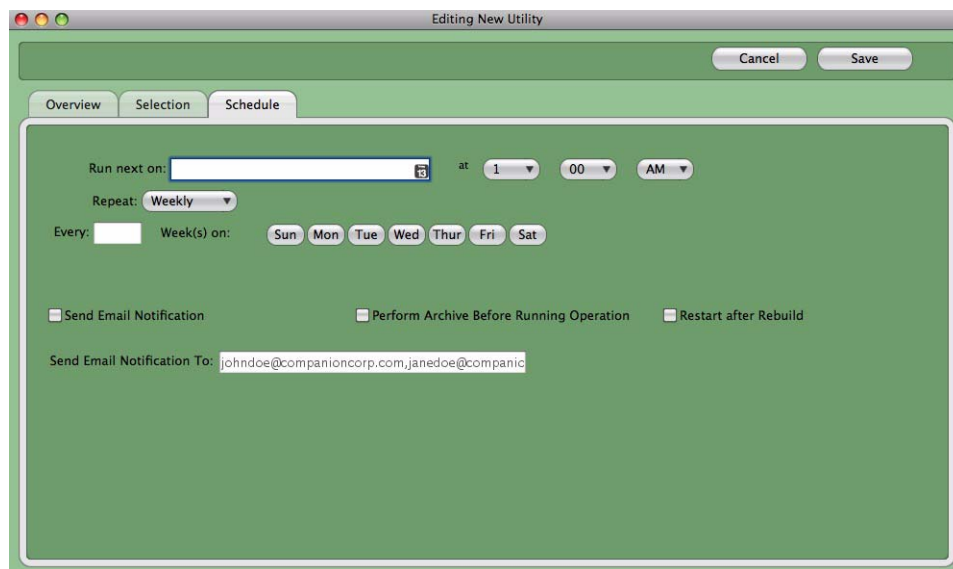 Editing New Utility
Cancel Save
Overview Selection Schedule
Run next on: 13 at 1 00 AM
Repeat: Weekly
Every: Week(s) on: Sun Mon Tue Wed Thur Fri Sat
Send Email Notification Perform Archive Before Running Operation Restart after Rebuild
Send Email Notification To: johndoe@companioncorp.com,janedoe@companic